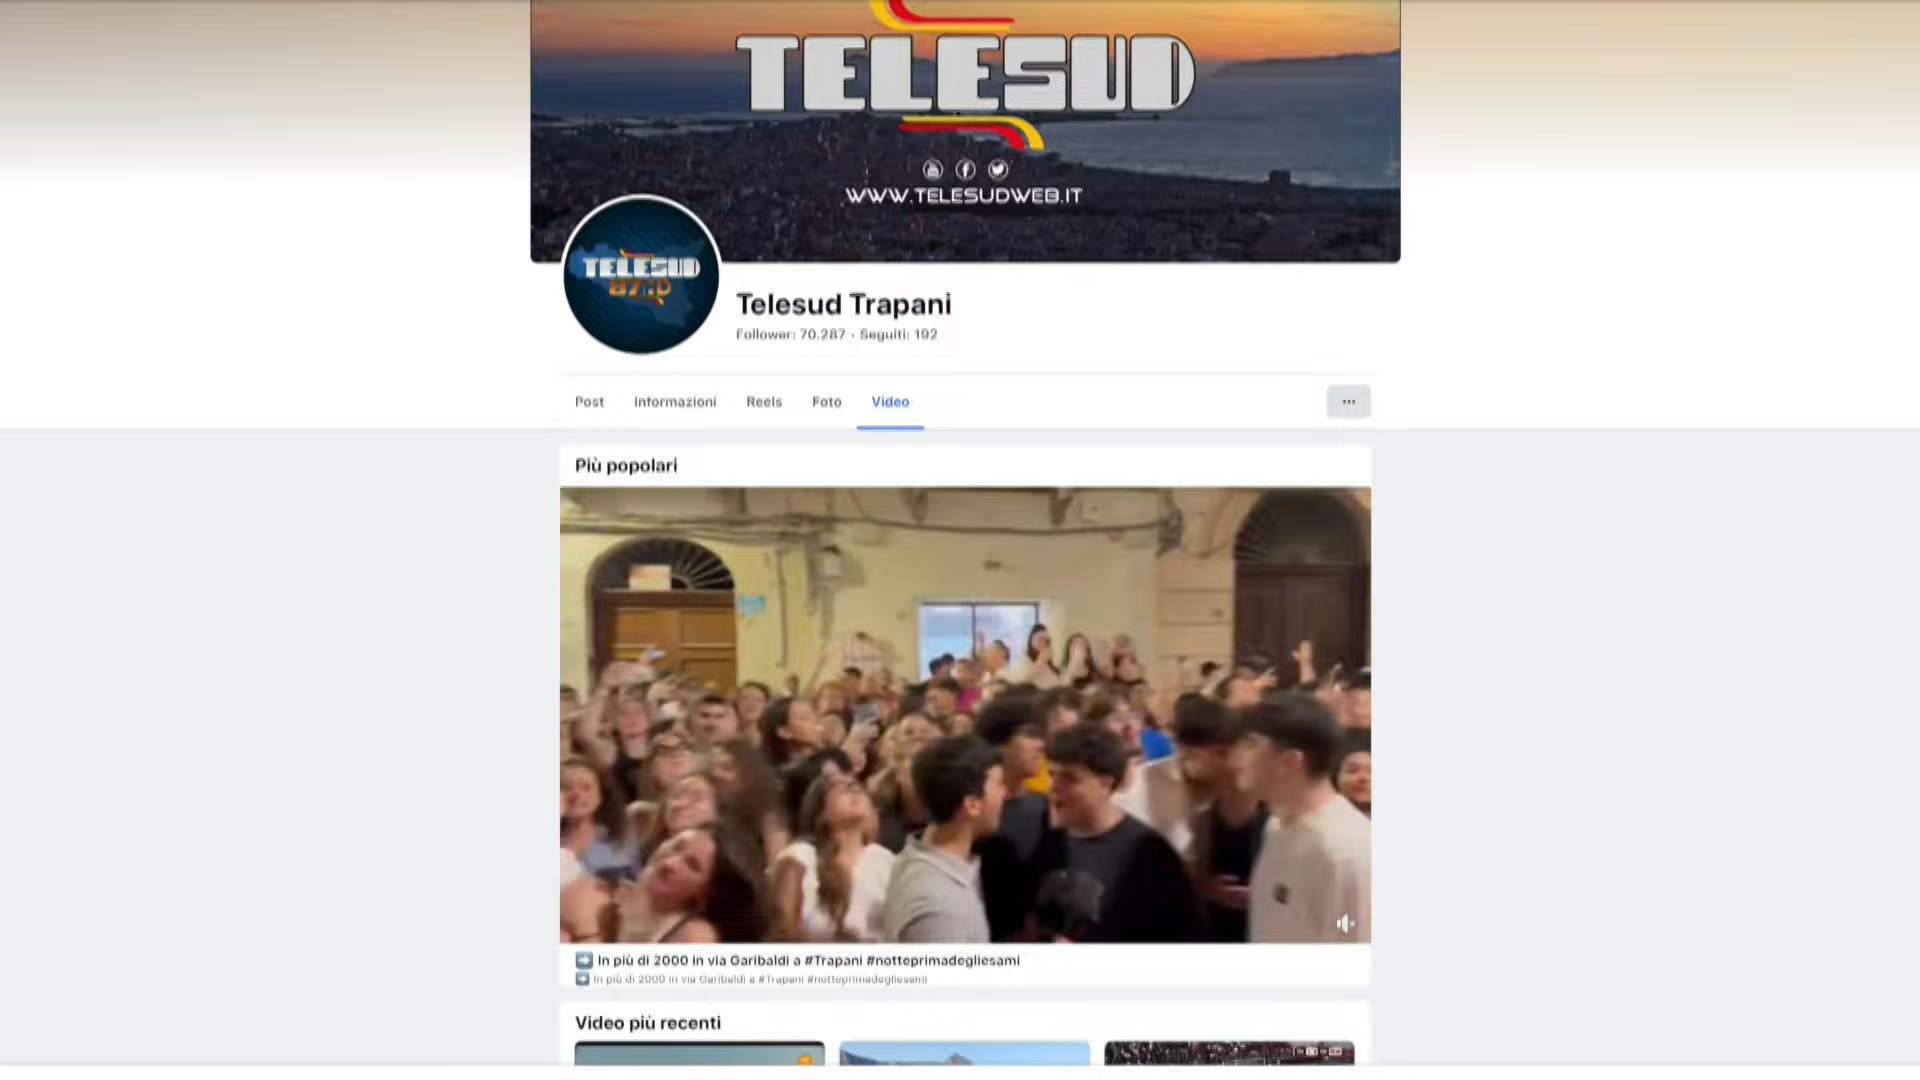 TELESUD
WWW.TELESUDWEB.IT
TELESUD
Telesud Trapani
Follower: 70.287 · Seguiti: 192
Post Informazioni Reels Foto Video
Più popolari
In più di 2000 in via Garibaldi a #Trapani #notteprimadegliesami
In più di 2000 in via Garibaldi a #Trapani #notteprimadegliesami
Video più recenti